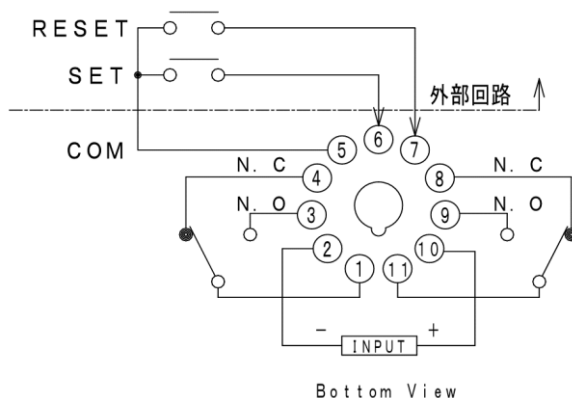 RESET
SET
外部回路
COM
5 6 7
N. C 4 8 N. C
N. O 3 9 N. O
2 10
1 11
- INPUT +
Bottom View